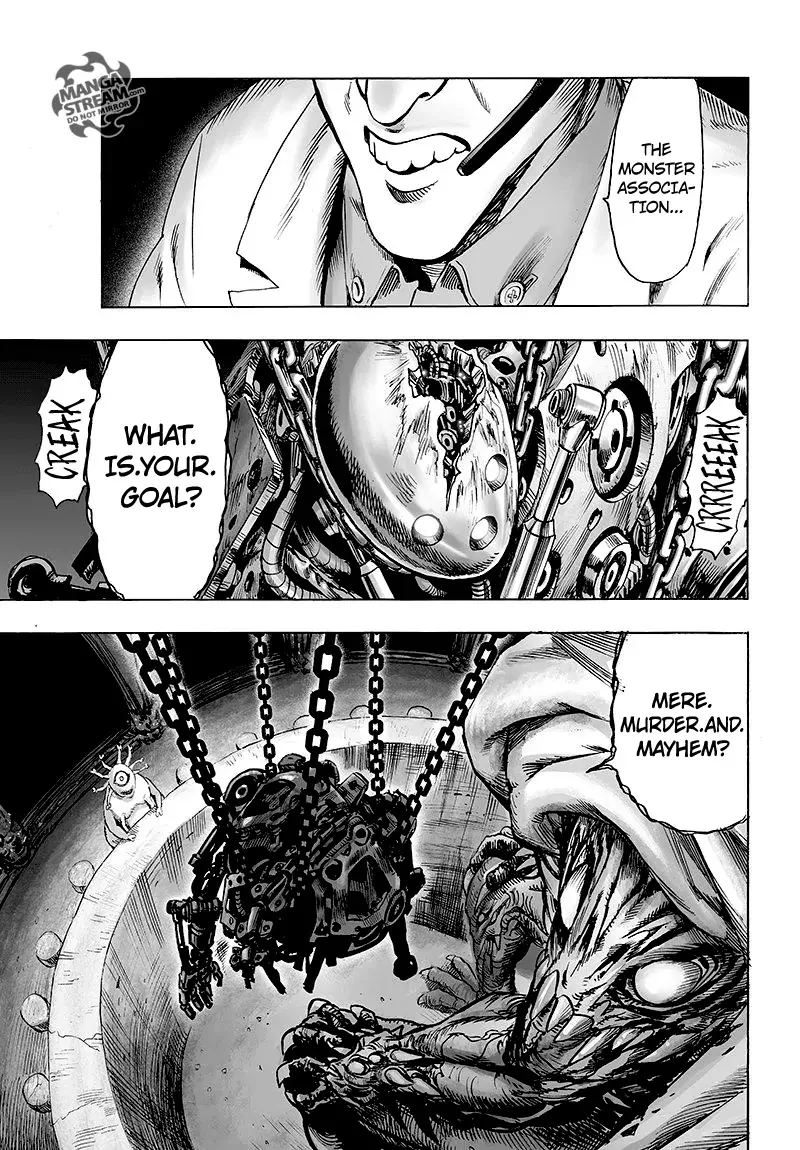 MANGA
STREAM.com
DO NOT MIRROR
THE
MONSTER
ASSOCIA-
TION...
CRRREEEAK
WHAT.
IS.YOUR.
GOAL?
CREAK
MERE.
MURDER.AND.
MAYHEM?